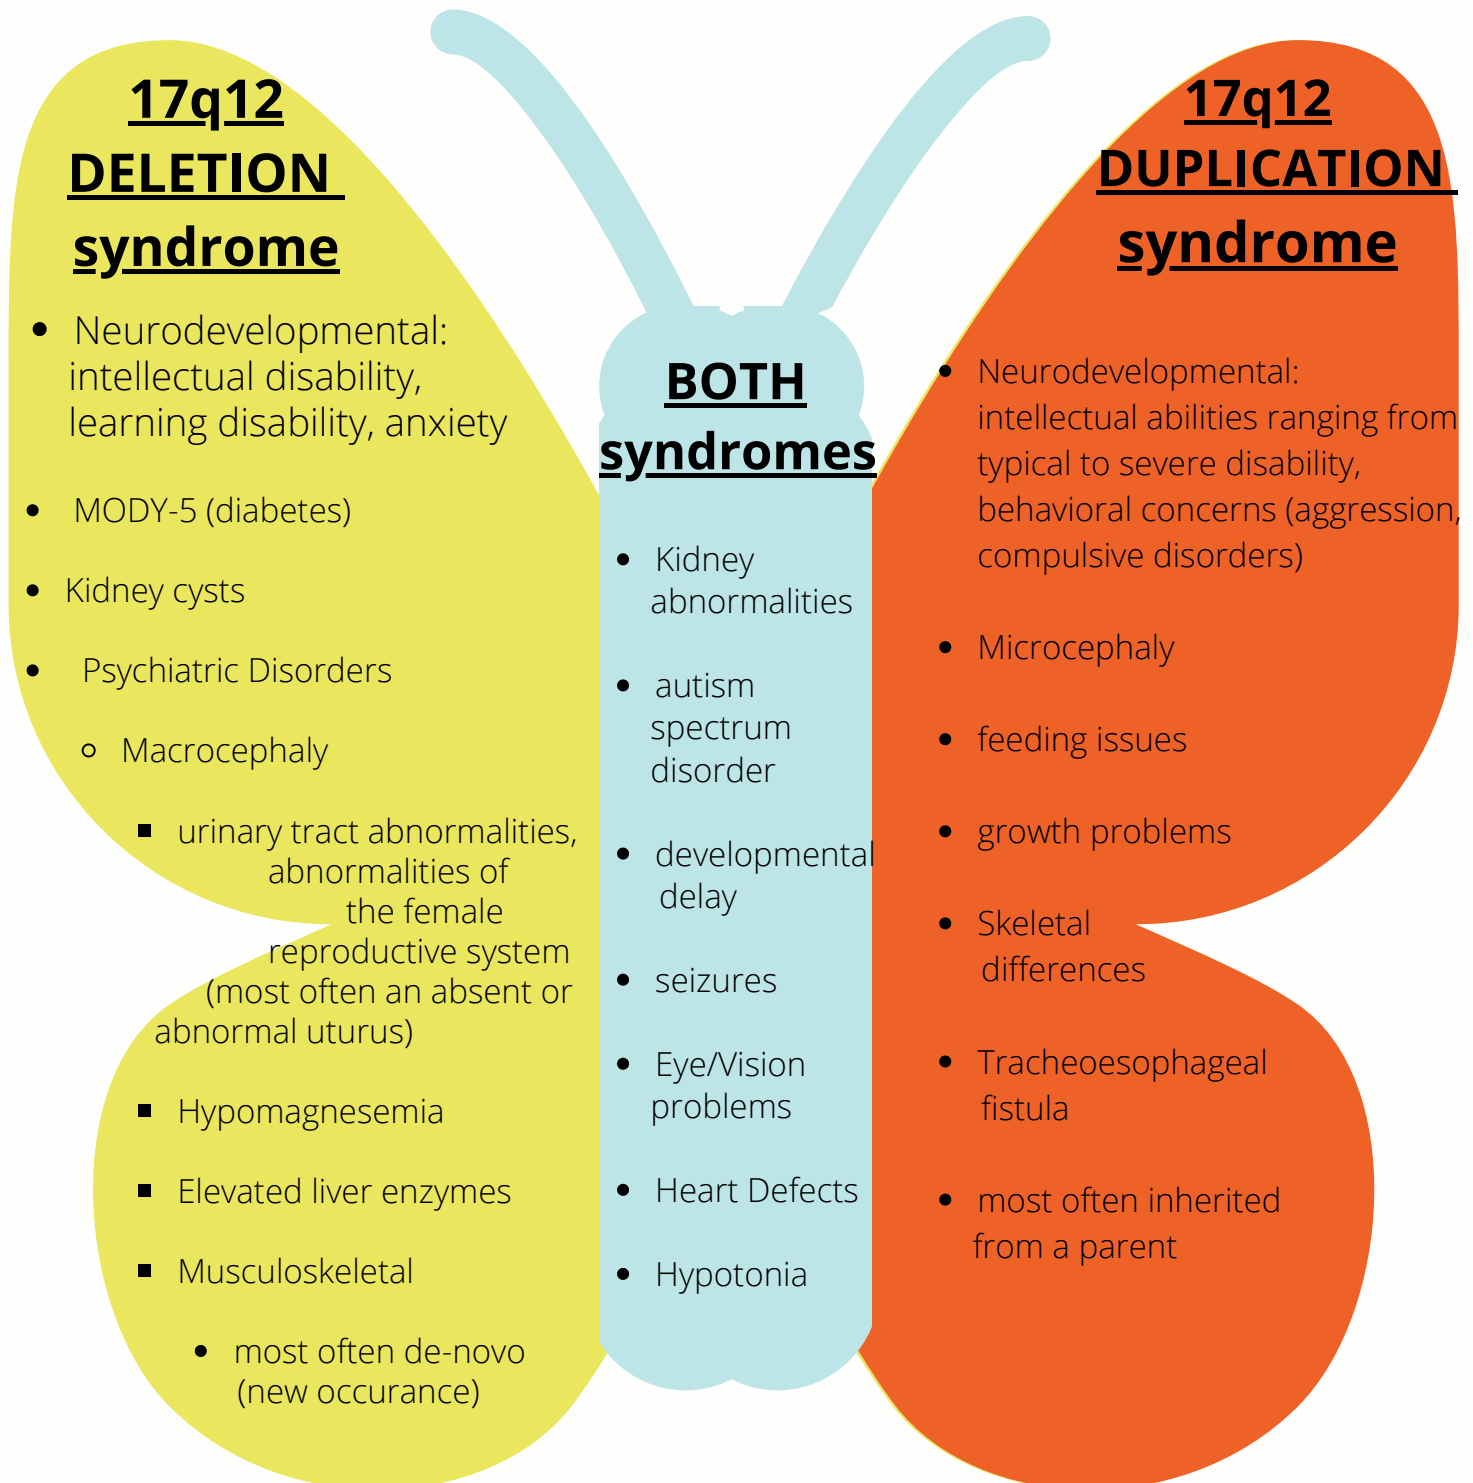 17q12
DELETION
syndrome
• Neurodevelopmental:
intellectual disability,
learning disability, anxiety
• MODY-5 (diabetes)
• Kidney cysts
• Psychiatric Disorders
○ Macrocephaly
▪ urinary tract abnormalities,
abnormalities of
the female
reproductive system
(most often an absent or
abnormal uturus)
▪ Hypomagnesemia
▪ Elevated liver enzymes
▪ Musculoskeletal
• most often de-novo
(new occurance)
BOTH
syndromes
• Kidney
abnormalities
• autism
spectrum
disorder
• developmental
delay
• seizures
• Eye/Vision
problems
• Heart Defects
• Hypotonia
17q12
DUPLICATION
syndrome
• Neurodevelopmental:
intellectual abilities ranging from
typical to severe disability,
behavioral concerns (aggression,
compulsive disorders)
• Microcephaly
• feeding issues
• growth problems
• Skeletal
differences
• Tracheoesophageal
fistula
• most often inherited
from a parent